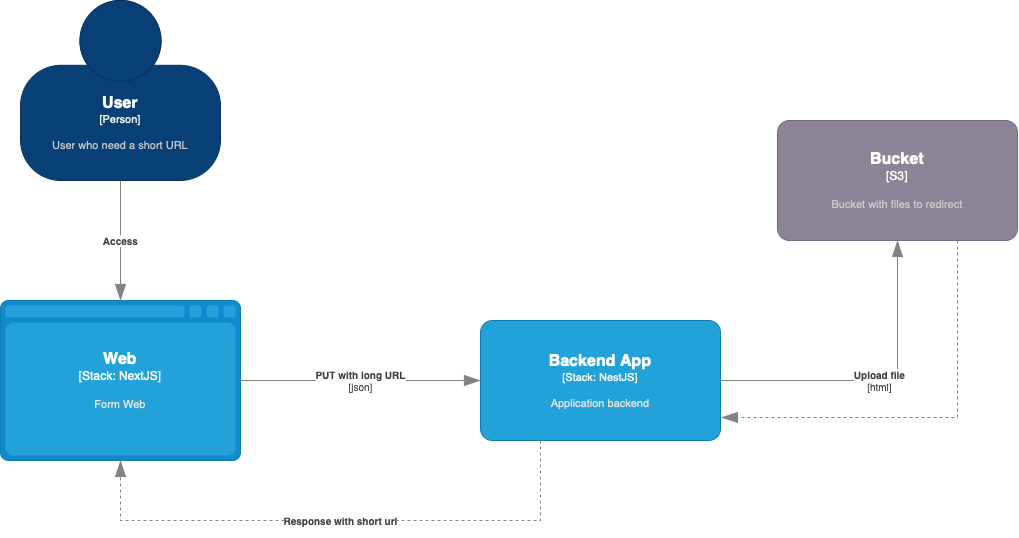 User
[Person]
User who need a short URL
Access
Bucket
[S3]
Bucket with files to redirect
Web
[Stack: NextJS]
Form Web
PUT with long URL
[json]
Backend App
[Stack: NestJS]
Application backend
Upload file
[html]
Response with short url